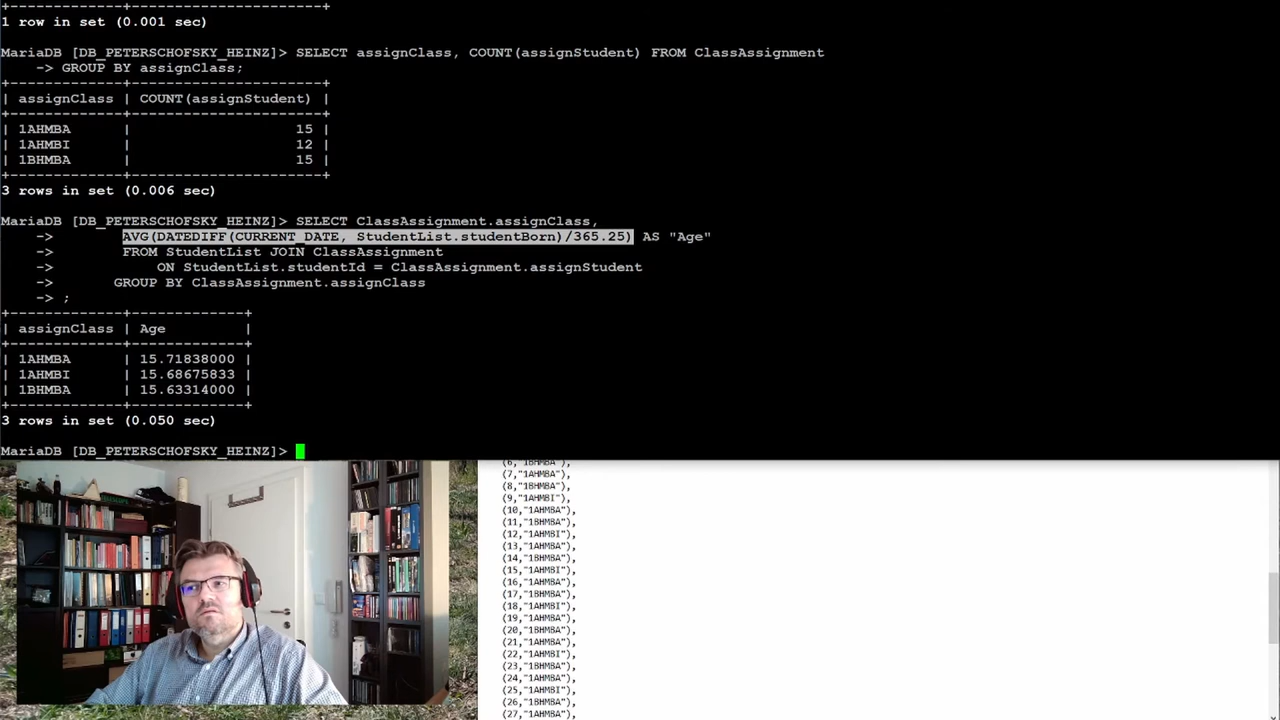 +------------------------+----------------------+
1 row in set (0.001 sec)
MariaDB [DB_PETERSCHOFSKY_HEINZ]> SELECT assignClass, COUNT(assignStudent) FROM ClassAssignment
    -> GROUP BY assignClass;
+-------------+----------------------+
| assignClass | COUNT(assignStudent) |
+-------------+----------------------+
| 1AHMBA      |                   15 |
| 1AHMBI      |                   12 |
| 1BHMBA      |                   15 |
+-------------+----------------------+
3 rows in set (0.006 sec)
MariaDB [DB_PETERSCHOFSKY_HEINZ]> SELECT ClassAssignment.assignClass,
    ->        AVG(DATEDIFF(CURRENT_DATE, StudentList.studentBorn)/365.25) AS "Age"
    ->        FROM StudentList JOIN ClassAssignment
    ->            ON StudentList.studentId = ClassAssignment.assignStudent
    ->       GROUP BY ClassAssignment.assignClass
    -> ;
+-------------+-------------+
| assignClass | Age         |
+-------------+-------------+
| 1AHMBA      | 15.71838000 |
| 1AHMBI      | 15.68675833 |
| 1BHMBA      | 15.63314000 |
+-------------+-------------+
3 rows in set (0.050 sec)
MariaDB [DB_PETERSCHOFSKY_HEINZ]>
(6,"1BHMBA"),
(7,"1AHMBA"),
(8,"1BHMBA"),
(9,"1AHMBI"),
(10,"1AHMBA"),
(11,"1BHMBA"),
(12,"1AHMBI"),
(13,"1AHMBA"),
(14,"1BHMBA"),
(15,"1AHMBI"),
(16,"1AHMBA"),
(17,"1BHMBA"),
(18,"1AHMBI"),
(19,"1AHMBA"),
(20,"1BHMBA"),
(21,"1AHMBI"),
(22,"1AHMBI"),
(23,"1BHMBA"),
(24,"1AHMBA"),
(25,"1AHMBI"),
(26,"1BHMBA"),
(27,"1AHMBA"),